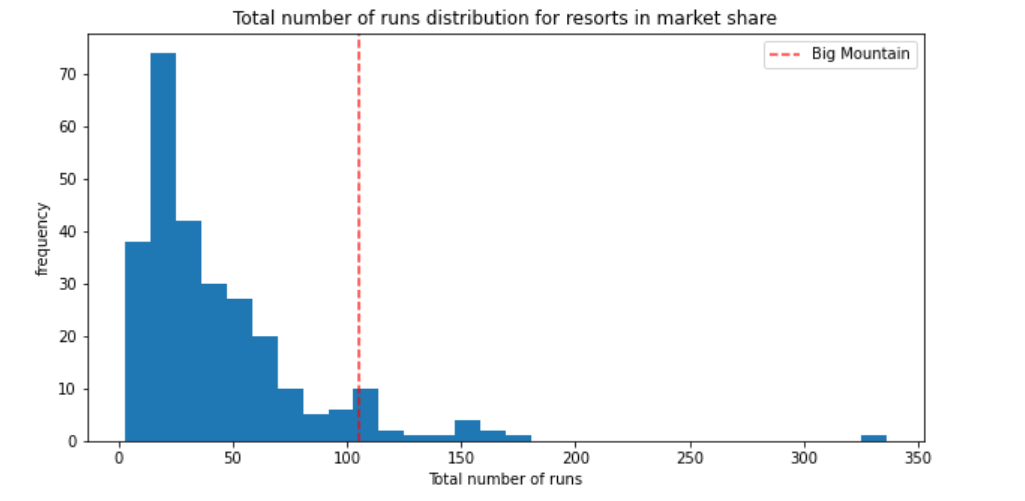 Total number of runs distribution for resorts in market share
Big Mountain
70
60
50
40
30
20
10
0
frequency
0 50 100 150 200 250 300 350
Total number of runs